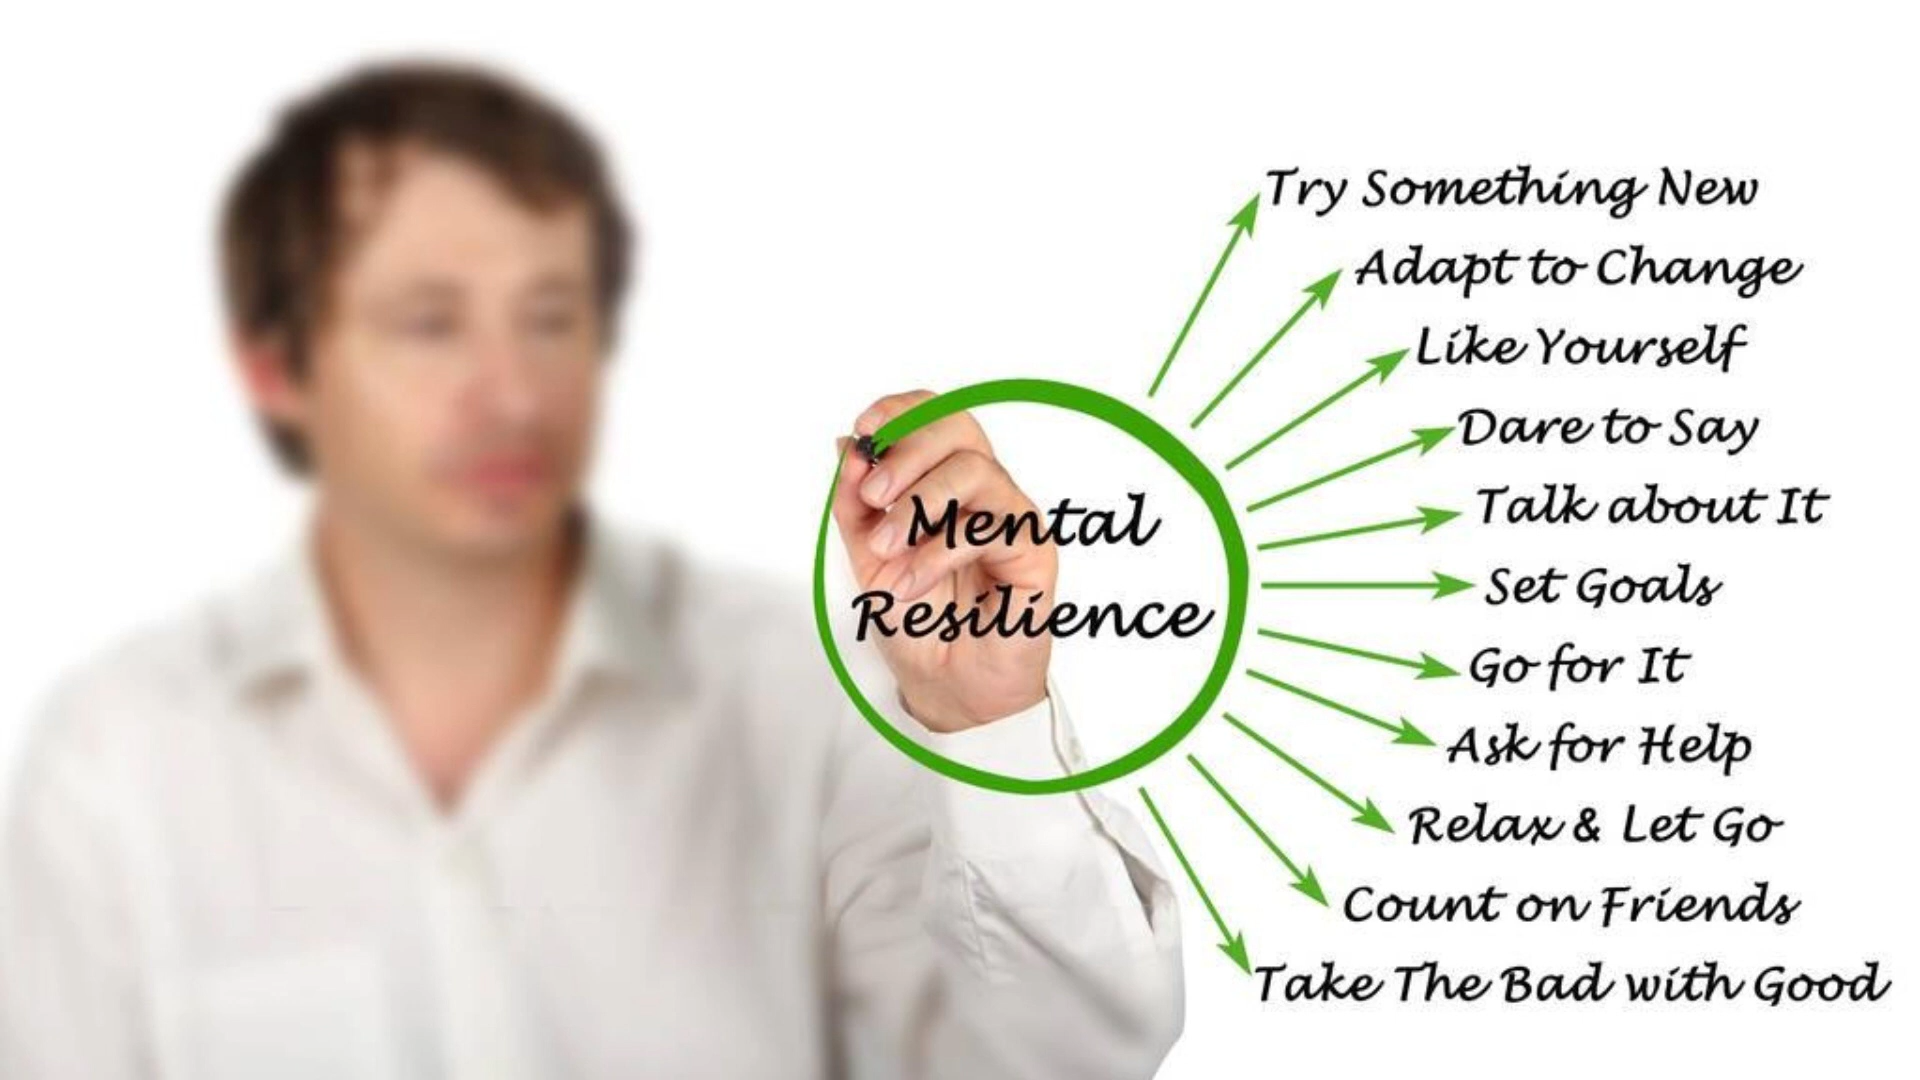 Mental
Resilience
Try Something New
Adapt to Change
Like Yourself
Dare to Say
Talk about It
Set Goals
Go for It
Ask for Help
Relax & Let Go
Count on Friends
Take The Bad with Good